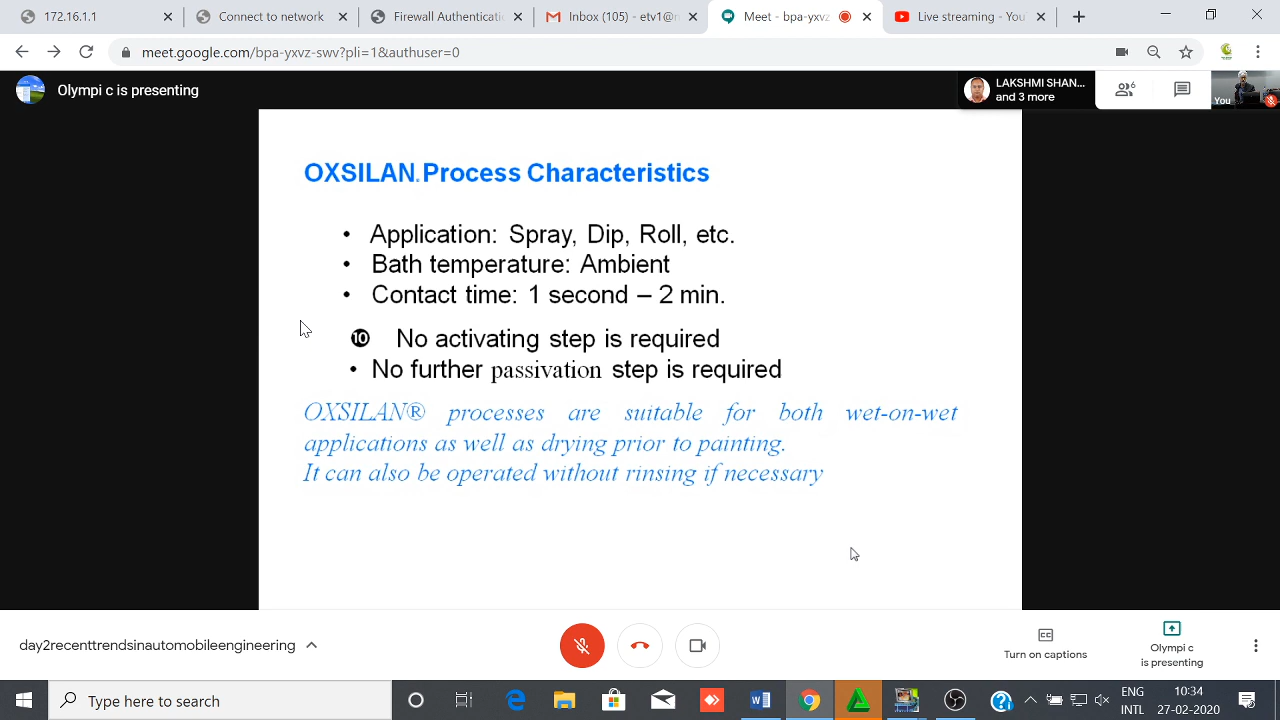 172.16.1.1
Connect to network
Firewall Authenticati
Inbox (105) - etv1@n
Meet - bpa-yxvz
Live streaming - You
meet.google.com/bpa-yxvz-swv?pli=1&authuser=0
Olympi c is presenting
LAKSHMI SHAN...
and 3 more
6
You
OXSILAN. Process Characteristics
• Application: Spray, Dip, Roll, etc.
• Bath temperature: Ambient
• Contact time: 1 second – 2 min.
❿ No activating step is required
• No further passivation step is required
OXSILAN® processes are suitable for both wet-on-wet
applications as well as drying prior to painting.
It can also be operated without rinsing if necessary
day2recenttrendsinautomobileengineering
Turn on captions
Olympi c
is presenting
Type here to search
ENG
INTL
10:34
27-02-2020